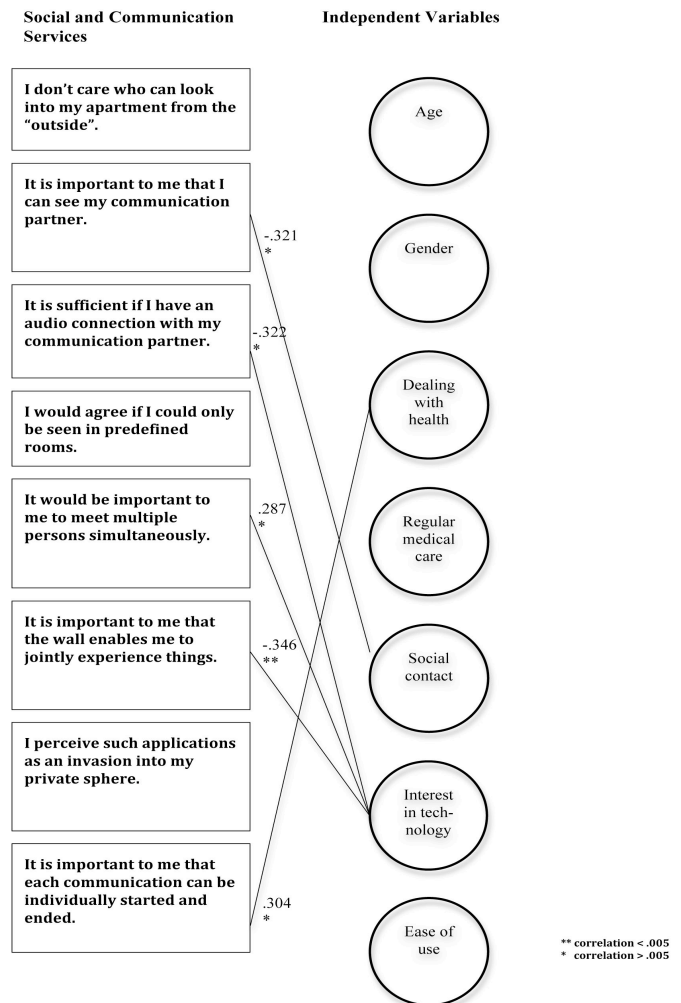 Social and Communication
Services
Independent Variables
I don’t care who can look
into my apartment from the
“outside”.
It is important to me that I
can see my communication
partner.
It is sufficient if I have an
audio connection with my
communication partner.
I would agree if I could only
be seen in predefined
rooms.
It would be important to
me to meet multiple
persons simultaneously.
It is important to me that
the wall enables me to
jointly experience things.
I perceive such applications
as an invasion into my
private sphere.
It is important to me that
each communication can be
individually started and
ended.
-.321
*
-.322
*
.287
*
-.346
**
.304
*
Age
Gender
Dealing
with
health
Regular
medical
care
Social
contact
Interest
in tech-
nology
Ease of
use
** correlation < .005
* correlation > .005